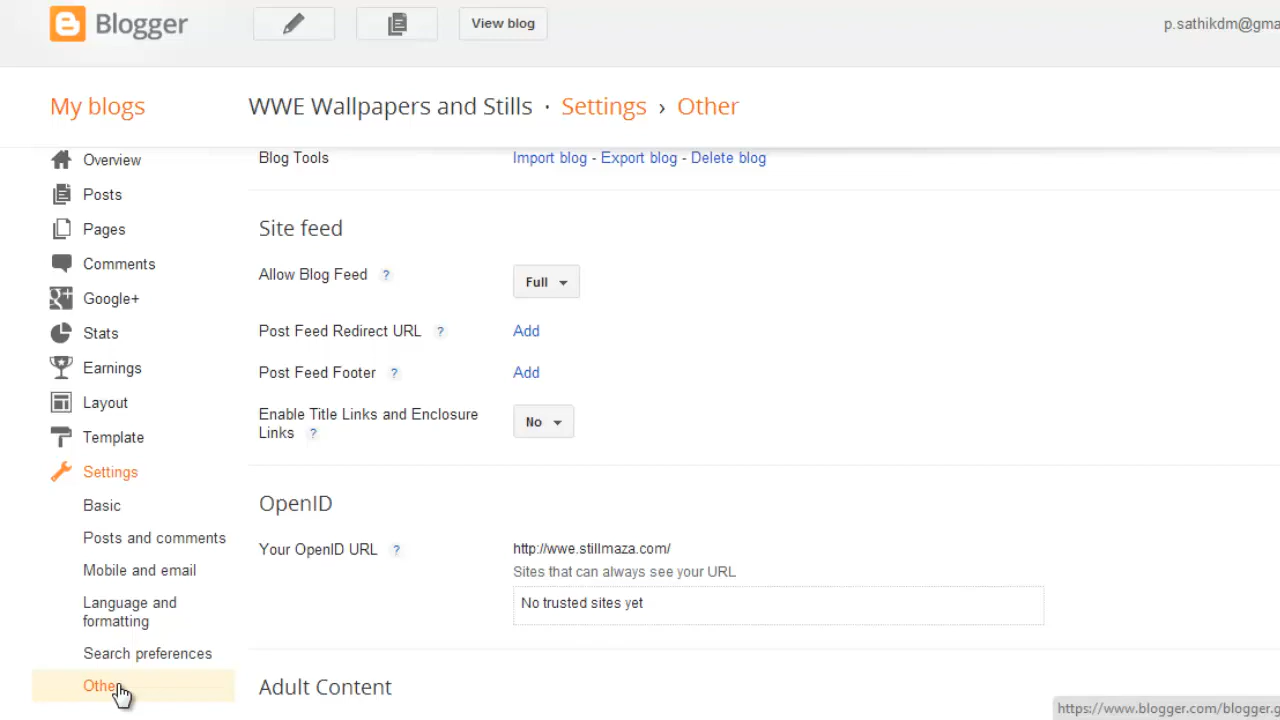 Blogger
View blog
p.sathikdm@gma
My blogs
WWE Wallpapers and Stills · Settings › Other
Overview
Posts
Pages
Comments
Google+
Stats
Earnings
Layout
Template
Settings
Basic
Posts and comments
Mobile and email
Language and
formatting
Search preferences
Other
Blog Tools
Import blog - Export blog - Delete blog
Site feed
Allow Blog Feed ?
Full
Post Feed Redirect URL ?
Add
Post Feed Footer ?
Add
Enable Title Links and Enclosure
Links ?
No
OpenID
Your OpenID URL ?
http://wwe.stillmaza.com/
Sites that can always see your URL
No trusted sites yet
Adult Content
https://www.blogger.com/blogger.g